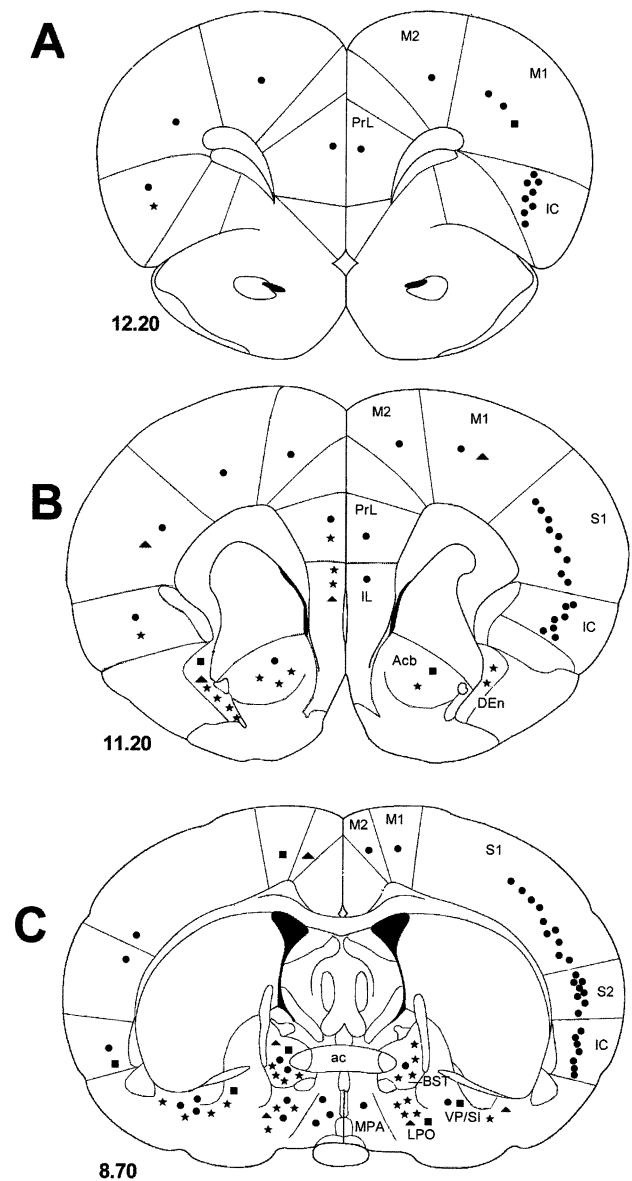 A
M2
M1
PrL
IC
12.20
B
M2
M1
S1
PrL
IL
IC
Acb
DEn
11.20
C
M2
M1
S1
S2
IC
ac
BST
VP/SI
MPA
LPO
8.70